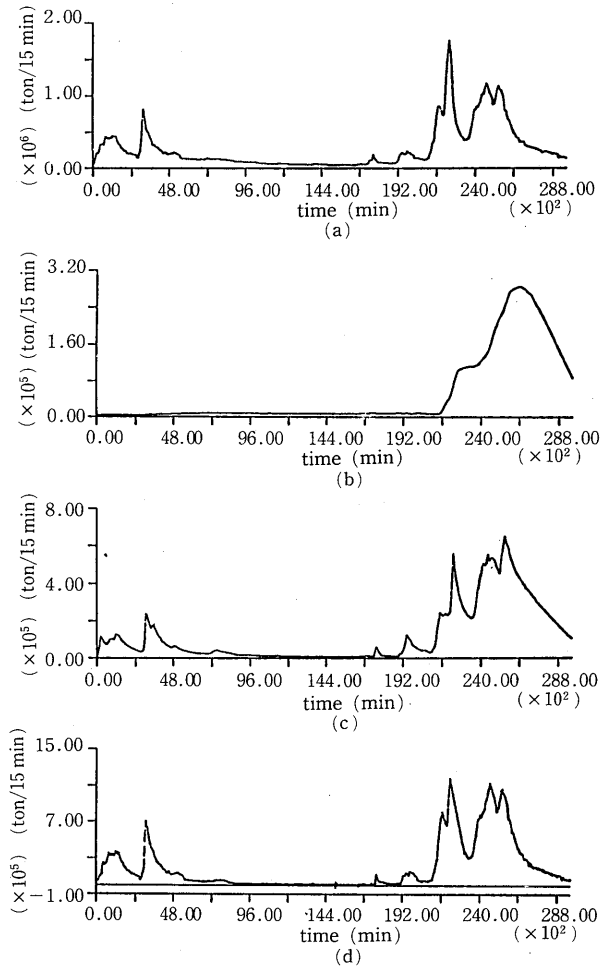 (×10⁶) (ton/15 min)
2.00
1.00
0.00
0.00 48.00 96.00 144.00 192.00 240.00 288.00
time (min) (×10²)
(a)
(×10⁵) (ton/15 min)
3.20
1.60
0.00
0.00 48.00 96.00 144.00 192.00 240.00 288.00
time (min) (×10²)
(b)
(×10⁵) (ton/15 min)
8.00
4.00
0.00
0.00 48.00 96.00 144.00 192.00 240.00 288.00
time (min) (×10²)
(c)
(×10⁵) (ton/15 min)
15.00
7.00
−1.00
0.00 48.00 96.00 144.00 192.00 240.00 288.00
time (min) (×10²)
(d)